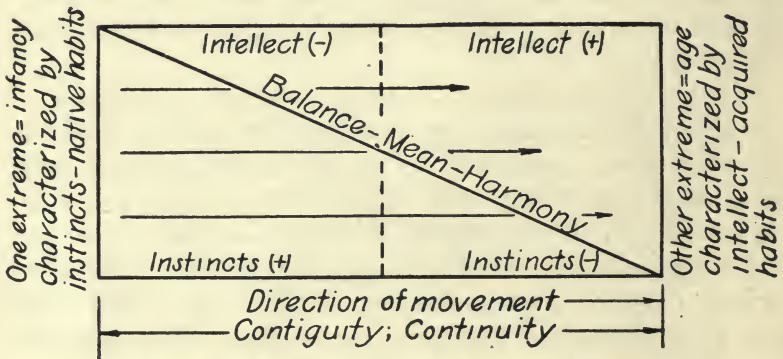 One extreme=infancy
characterized by
instincts-native habits
Intellect (-)
Intellect (+)
Balance-Mean-Harmony
Instincts (+)
Instincts (-)
Other extreme=age
characterized by
intellect-acquired
habits
Direction of movement
Contiguity; Continuity